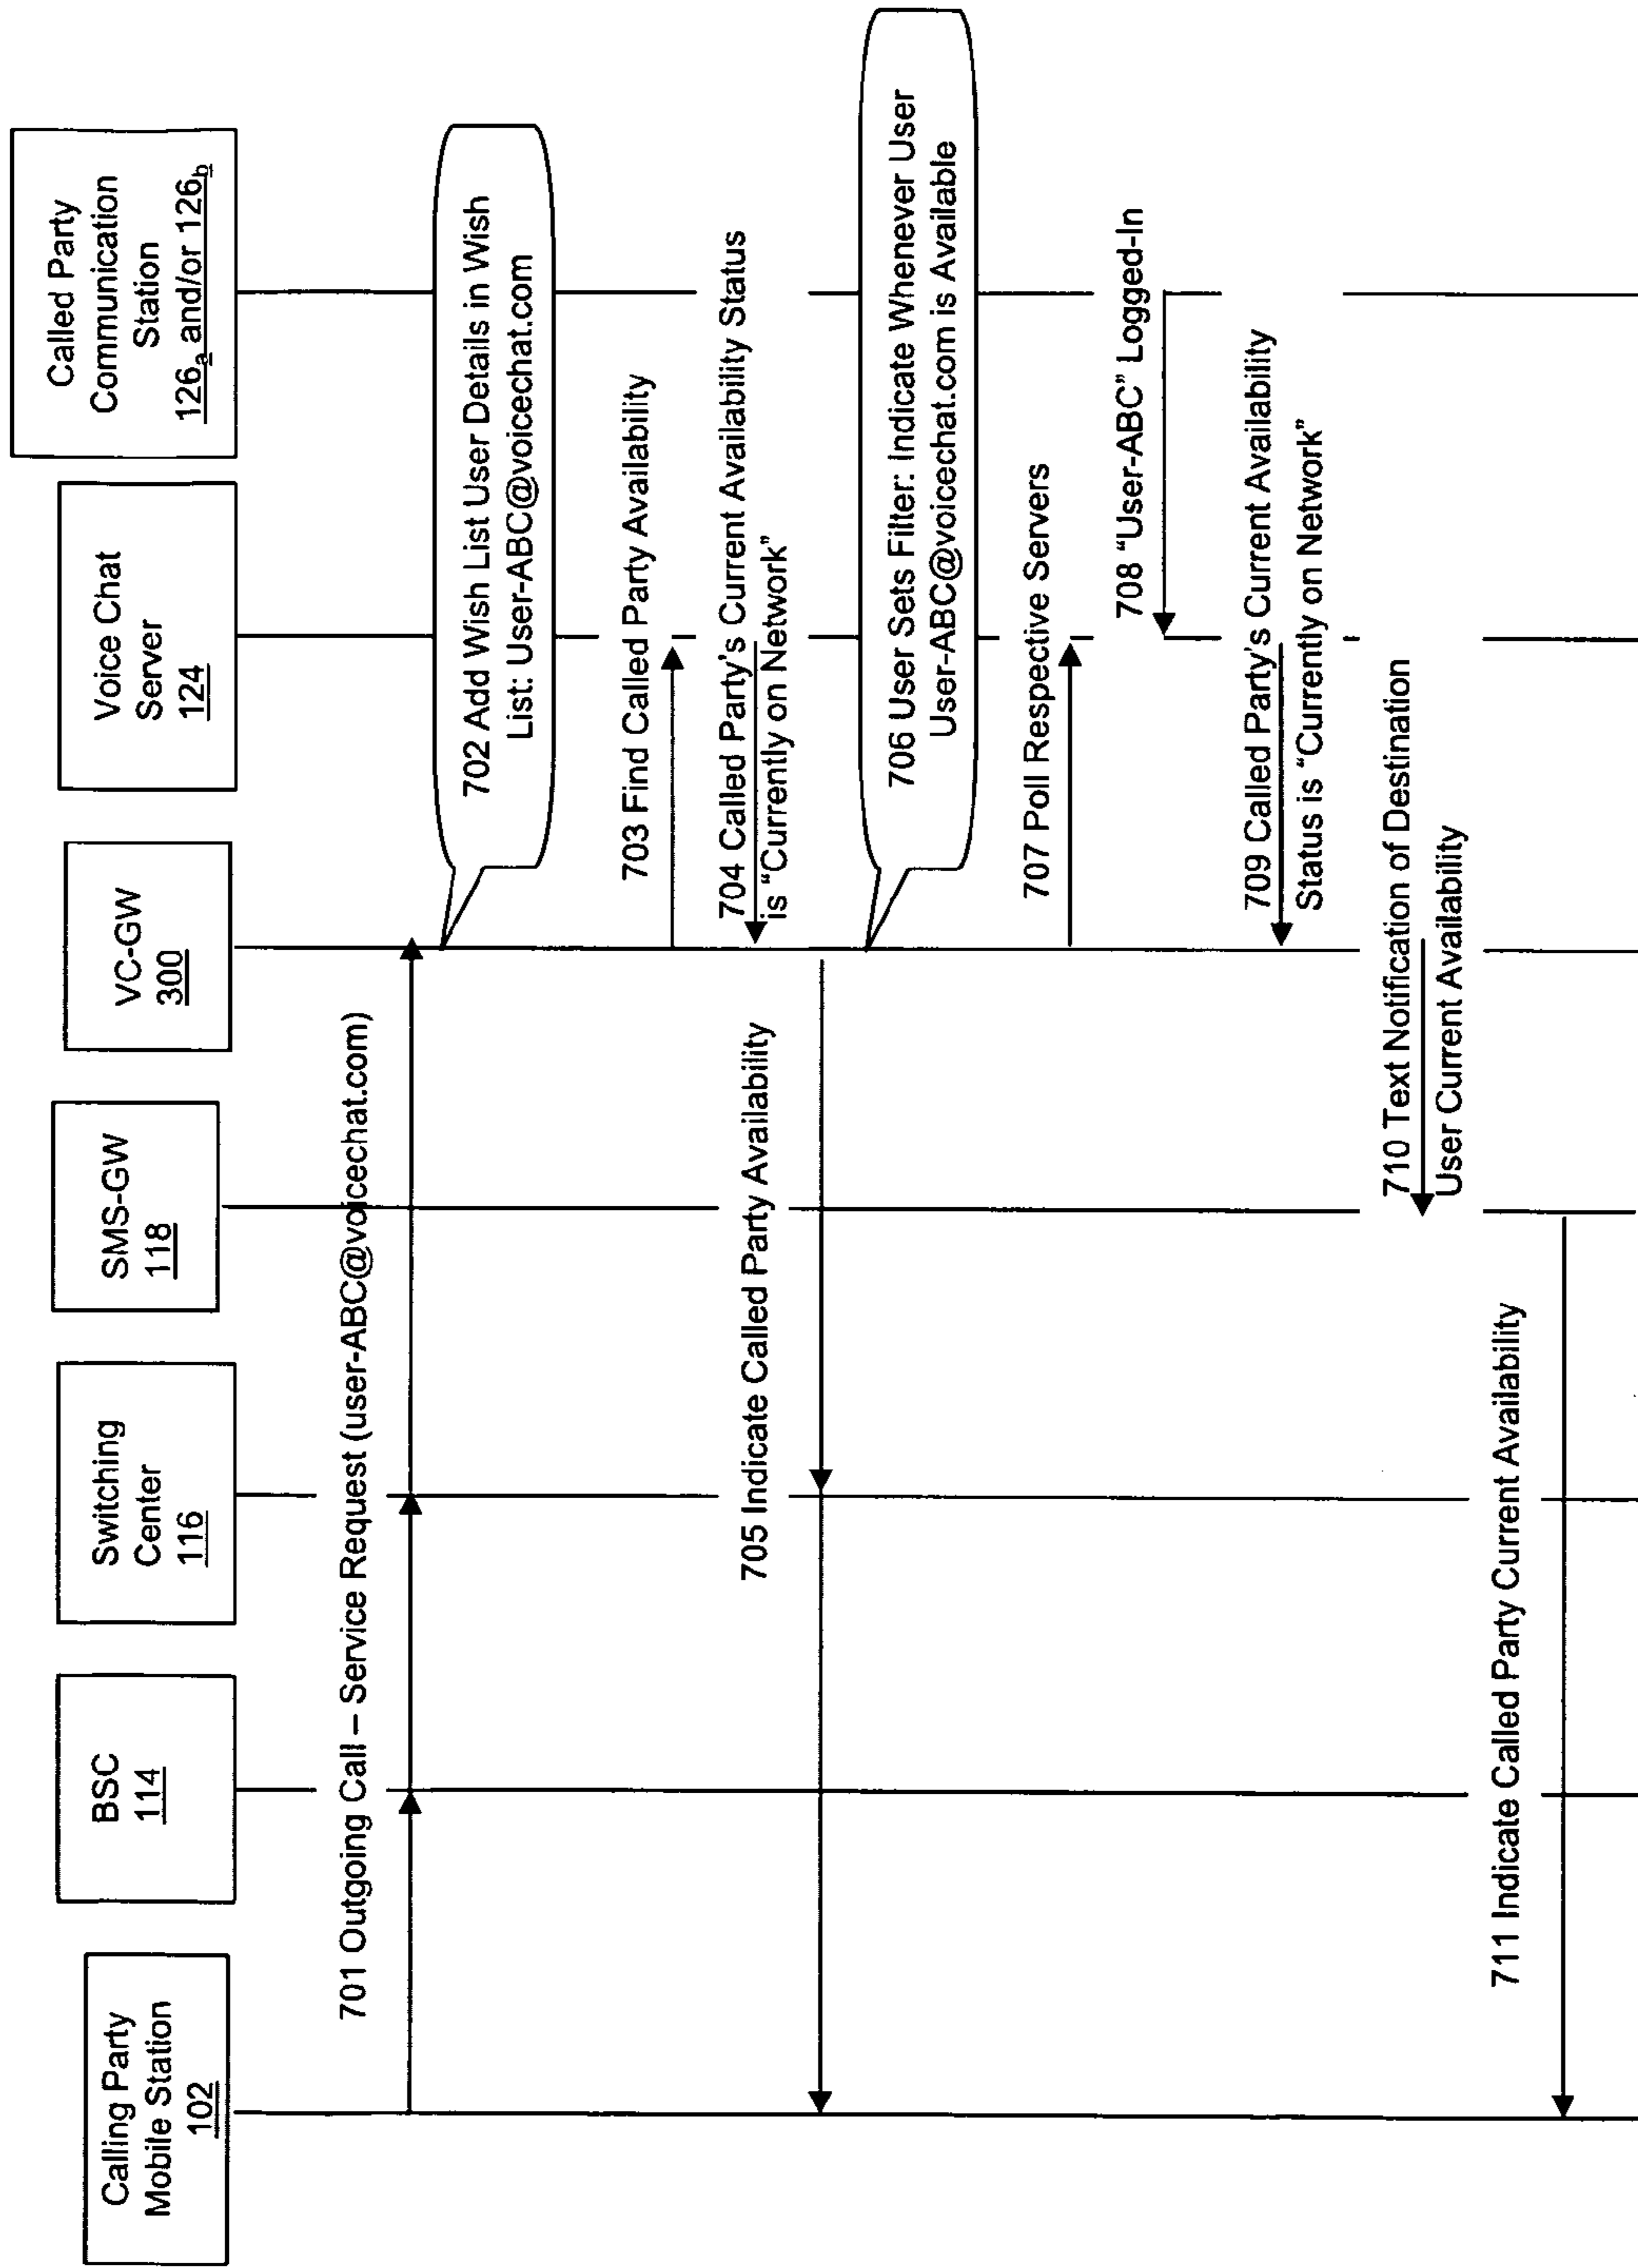 Calling Party
Mobile Station
102
BSC
114
Switching
Center
116
SMS-GW
118
VC-GW
300
Voice Chat
Server
124
Called Party
Communication
Station
126a and/or 126b
701 Outgoing Call – Service Request (user-ABC@voicechat.com)
702 Add Wish List User Details in Wish
List: User-ABC@voicechat.com
703 Find Called Party Availability
704 Called Party's Current Availability Status
is “Currently on Network”
705 Indicate Called Party Availability
706 User Sets Filter: Indicate Whenever User
User-ABC@voicechat.com is Available
707 Poll Respective Servers
708 “User-ABC” Logged-In
709 Called Party's Current Availability
Status is “Currently on Network”
710 Text Notification of Destination
User Current Availability
711 Indicate Called Party Current Availability